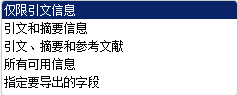 仅限引文信息
引文和摘要信息
引文、摘要和参考文献
所有可用信息
指定要导出的字段